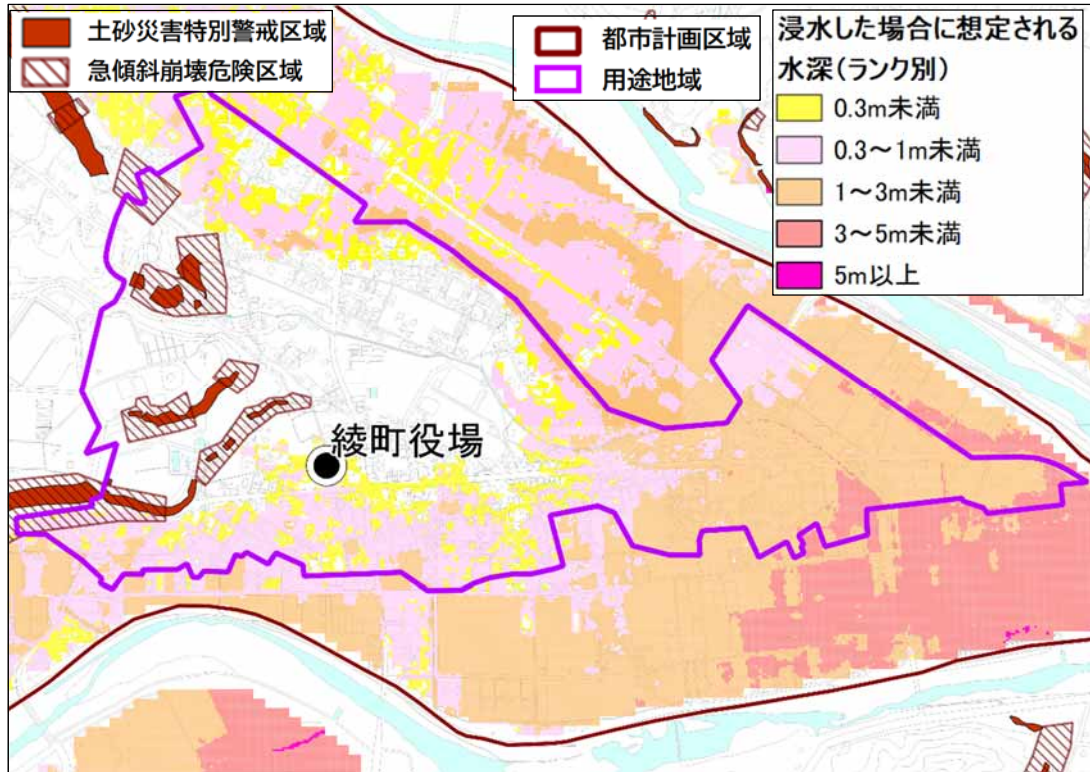 土砂災害特別警戒区域
急傾斜崩壊危険区域
都市計画区域
用途地域
浸水した場合に想定される
水深(ランク別)
0.3m未満
0.3～1m未満
1～3m未満
3～5m未満
5m以上
綾町役場